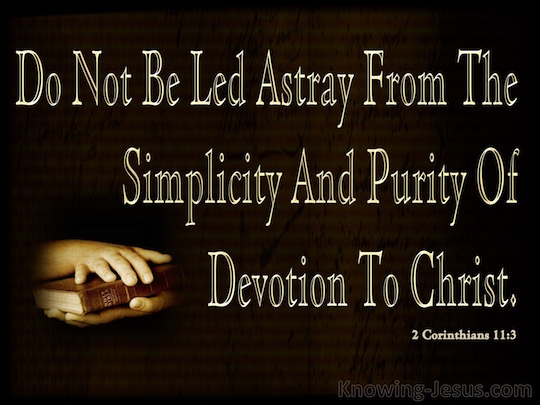 Do Not Be Led Astray From The
Simplicity And Purity Of
Devotion To Christ.
2 Corinthians 11:3
Knowing-Jesus.com